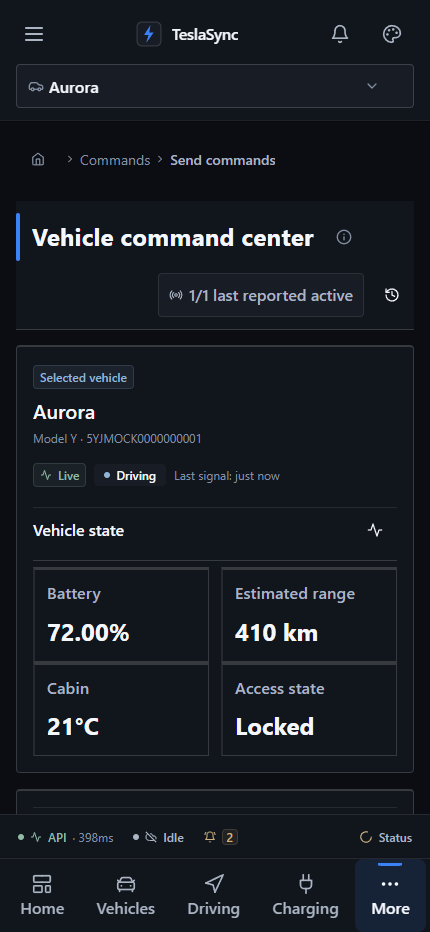 TeslaSync
Aurora
Commands Send commands
Vehicle command center
1/1 last reported active
Selected vehicle
Aurora
Model Y · 5YJMOCK0000000001
Live Driving Last signal: just now
Vehicle state
Battery Estimated range
72.00% 410 km
Cabin Access state
21°C Locked
API · 398ms Idle 2 Status
Home Vehicles Driving Charging More